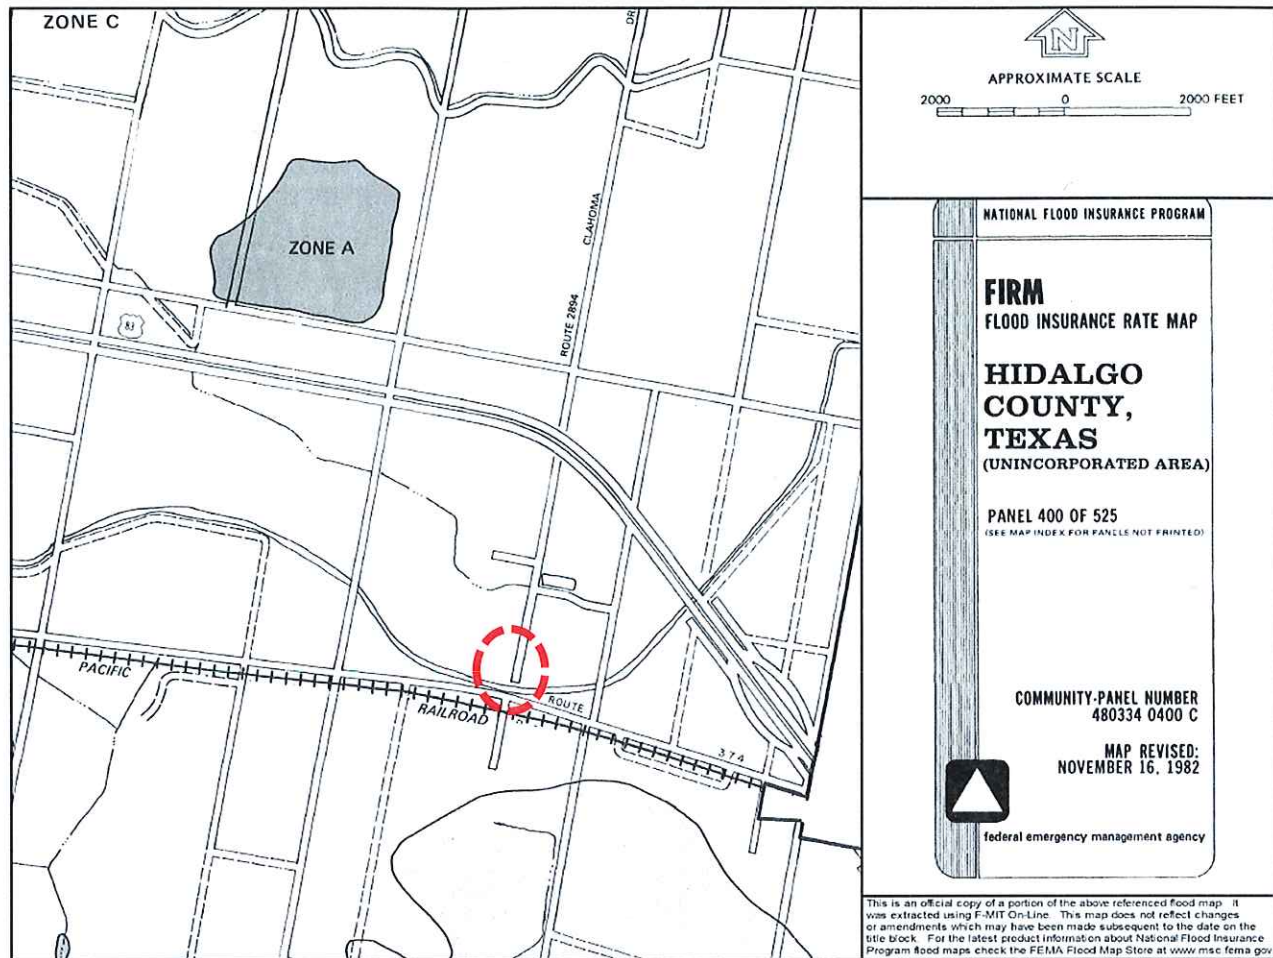 ZONE C
DR
ZONE A
CLAHOMA
ROUTE 2894
83
PACIFIC
RAILROAD
ROUTE
374
N
APPROXIMATE SCALE
2000 0 2000 FEET
NATIONAL FLOOD INSURANCE PROGRAM
FIRM
FLOOD INSURANCE RATE MAP
HIDALGO
COUNTY,
TEXAS
(UNINCORPORATED AREA)
PANEL 400 OF 525
(SEE MAP INDEX FOR PANELS NOT PRINTED)
COMMUNITY-PANEL NUMBER
480334 0400 C
MAP REVISED:
NOVEMBER 16, 1982
federal emergency management agency
This is an official copy of a portion of the above referenced flood map. It
was extracted using F-MIT On-Line. This map does not reflect changes
or amendments which may have been made subsequent to the date on the
title block. For the latest product information about National Flood Insurance
Program flood maps check the FEMA Flood Map Store at www.msc.fema.gov